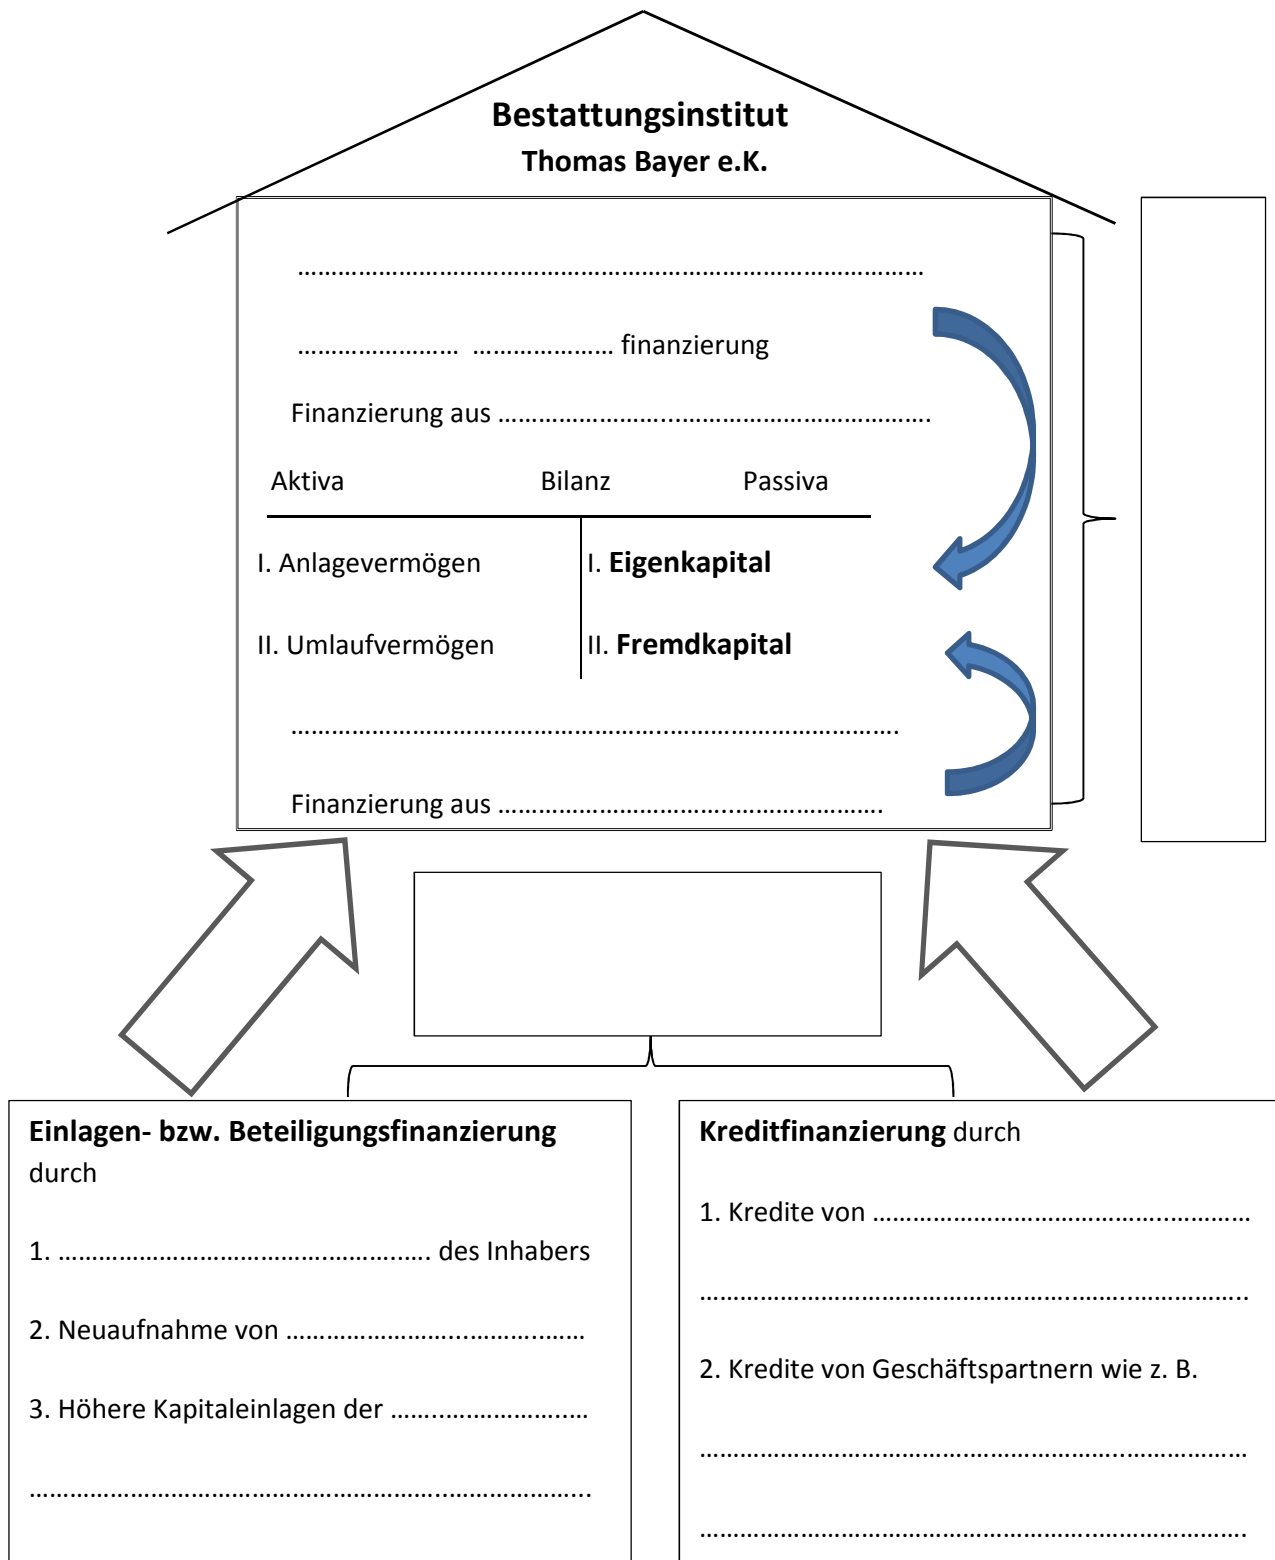 Bestattungsinstitut
Thomas Bayer e.K.
……………………………………………………………………………
…………………… ………………… finanzierung
Finanzierung aus ……………………………………………………
Aktiva Bilanz Passiva
I. Anlagevermögen I. Eigenkapital
II. Umlaufvermögen II. Fremdkapital
…………………………………………………………………………
Finanzierung aus ………………………………………………
Einlagen- bzw. Beteiligungsfinanzierung
durch
1. …………………………………………… des Inhabers
2. Neuaufnahme von ……………………………………
3. Höhere Kapitaleinlagen der ………………………
……………………………………………………………………
Kreditfinanzierung durch
1. Kredite von ……………………………………………
…………………………………………………………………
2. Kredite von Geschäftspartnern wie z. B.
…………………………………………………………………
…………………………………………………………………